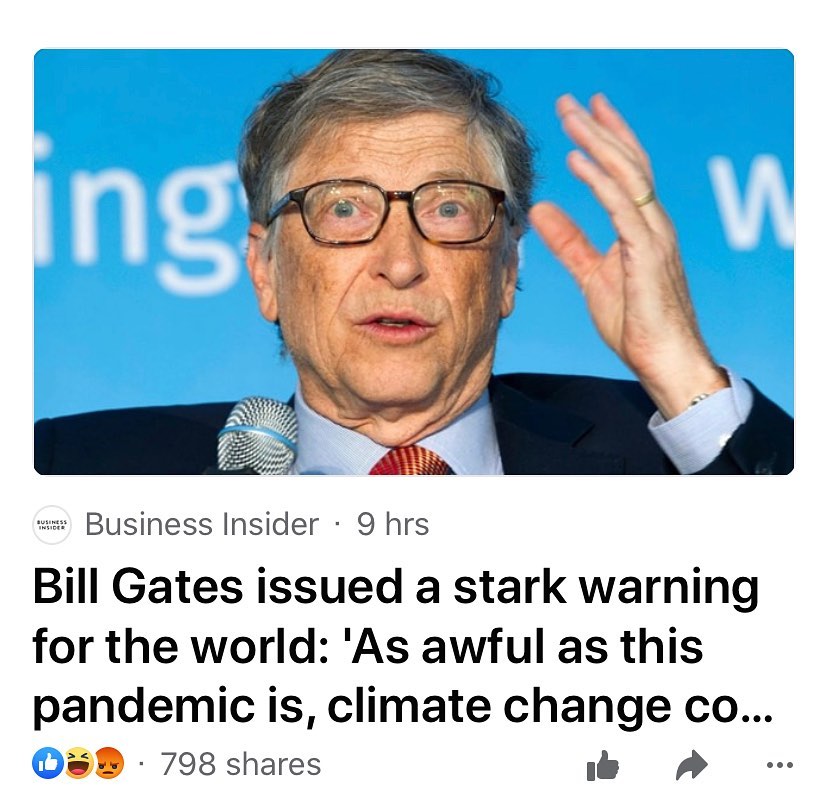 ing
W
BUSINESS
INSIDER
Business Insider · 9 hrs
Bill Gates issued a stark warning
for the world: 'As awful as this
pandemic is, climate change co...
· 798 shares